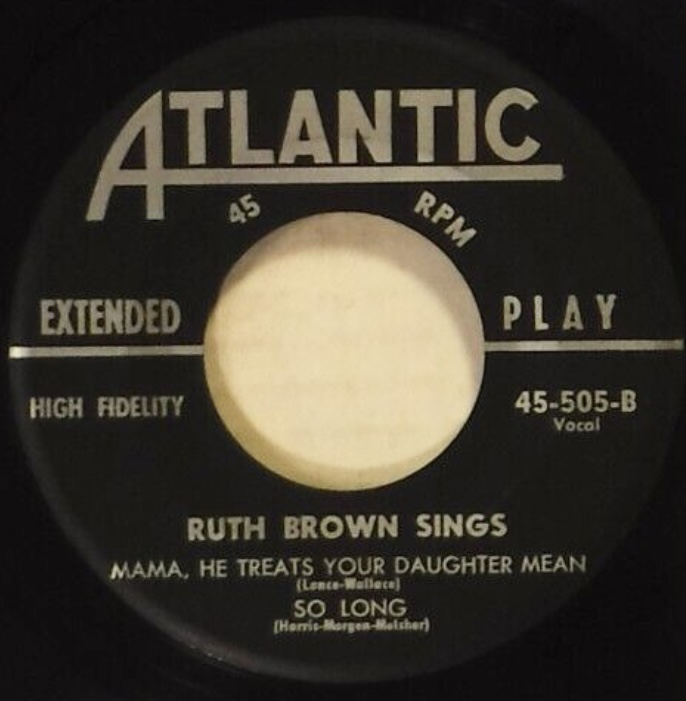 ATLANTIC
45 RPM
EXTENDED PLAY
HIGH FIDELITY 45-505-B
Vocal
RUTH BROWN SINGS
MAMA, HE TREATS YOUR DAUGHTER MEAN
(Lance-Wallace)
SO LONG
(Harris-Morgan-Melsher)